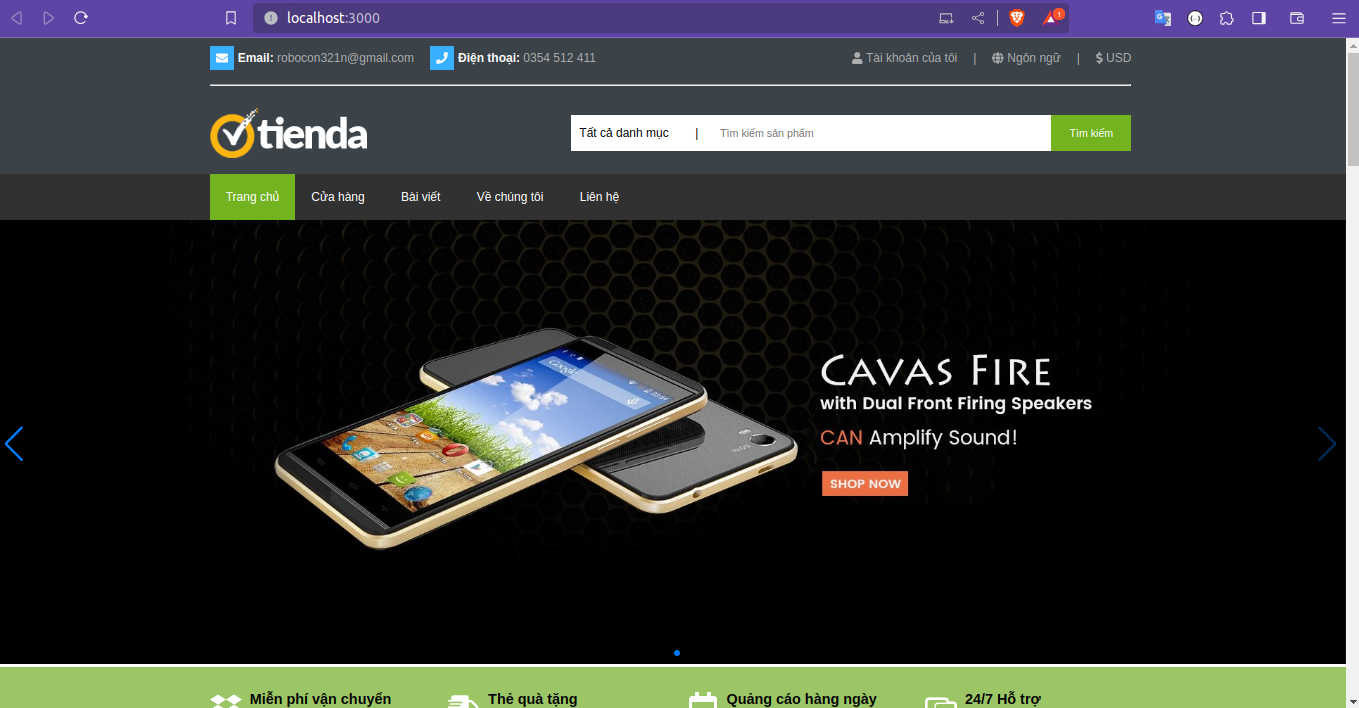 localhost:3000
1
Email: robocon321n@gmail.com Điện thoại: 0354 512 411 Tài khoản của tôi | Ngôn ngữ | $ USD
tienda
Tất cả danh mục | Tìm kiếm sản phẩm Tìm kiếm
Trang chủ Cửa hàng Bài viết Về chúng tôi Liên hệ
Google
CAVAS FIRE
with Dual Front Firing Speakers
CAN Amplify Sound!
SHOP NOW
Miễn phí vận chuyển Thẻ quà tặng Quảng cáo hàng ngày 24/7 Hỗ trợ